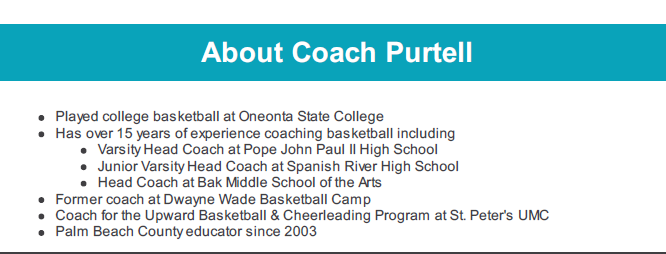 About Coach Purtell
● Played college basketball at Oneonta State College
● Has over 15 years of experience coaching basketball including
● Varsity Head Coach at Pope John Paul II High School
● Junior Varsity Head Coach at Spanish River High School
● Head Coach at Bak Middle School of the Arts
● Former coach at Dwayne Wade Basketball Camp
● Coach for the Upward Basketball & Cheerleading Program at St. Peter's UMC
● Palm Beach County educator since 2003